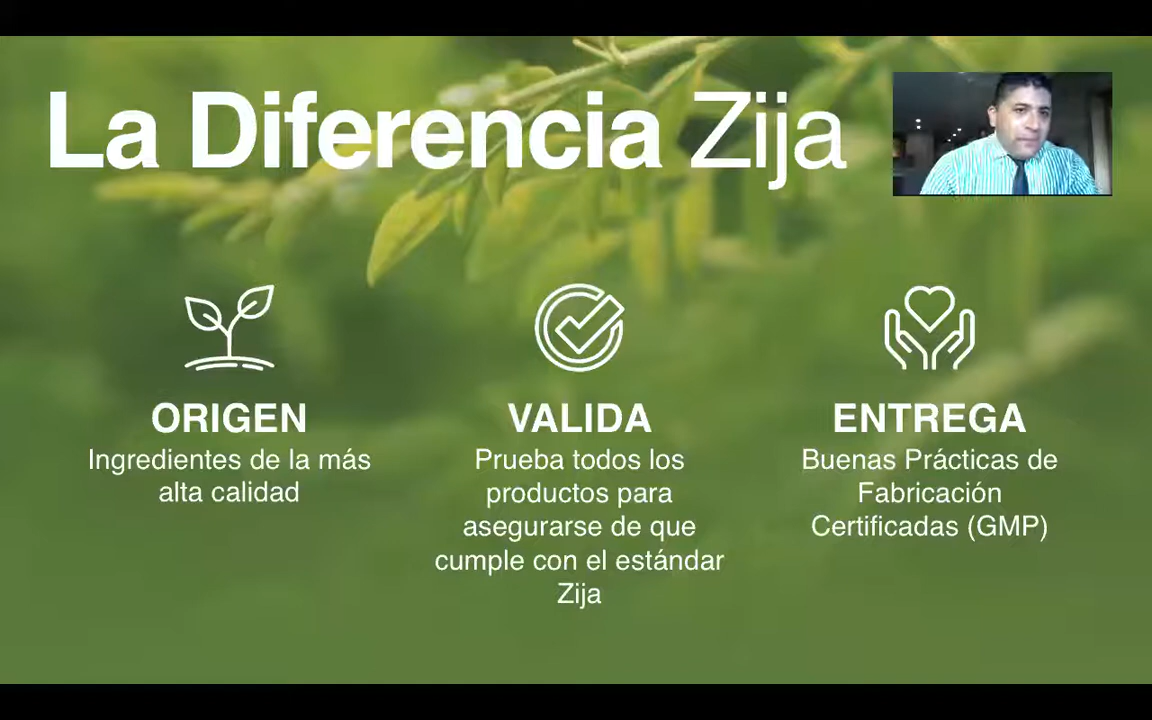 La Diferencia Zija
ORIGEN
Ingredientes de la más
alta calidad
VALIDA
Prueba todos los
productos para
asegurarse de que
cumple con el estándar
Zija
ENTREGA
Buenas Prácticas de
Fabricación
Certificadas (GMP)